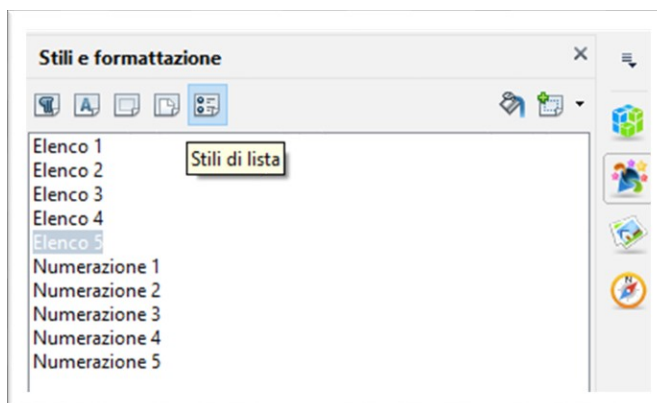 Stili e formattazione
Stili di lista
Elenco 1
Elenco 2
Elenco 3
Elenco 4
Elenco 5
Numerazione 1
Numerazione 2
Numerazione 3
Numerazione 4
Numerazione 5